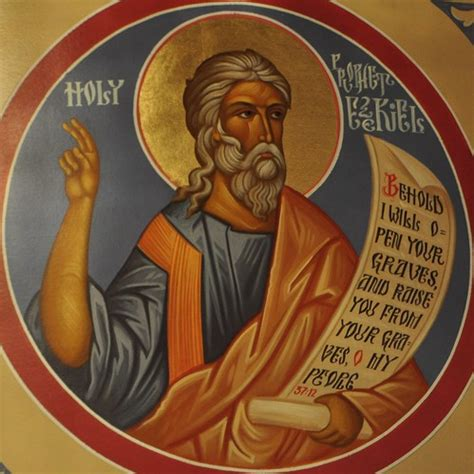 HOLY
PROPHET
EZEKIEL
BEHOLD
I WILL O-
PEN YOUR
GRAVES,
AND RAISE
YOU FROM
YOUR GRA-
VES, O MY
PEOPLE
37:12